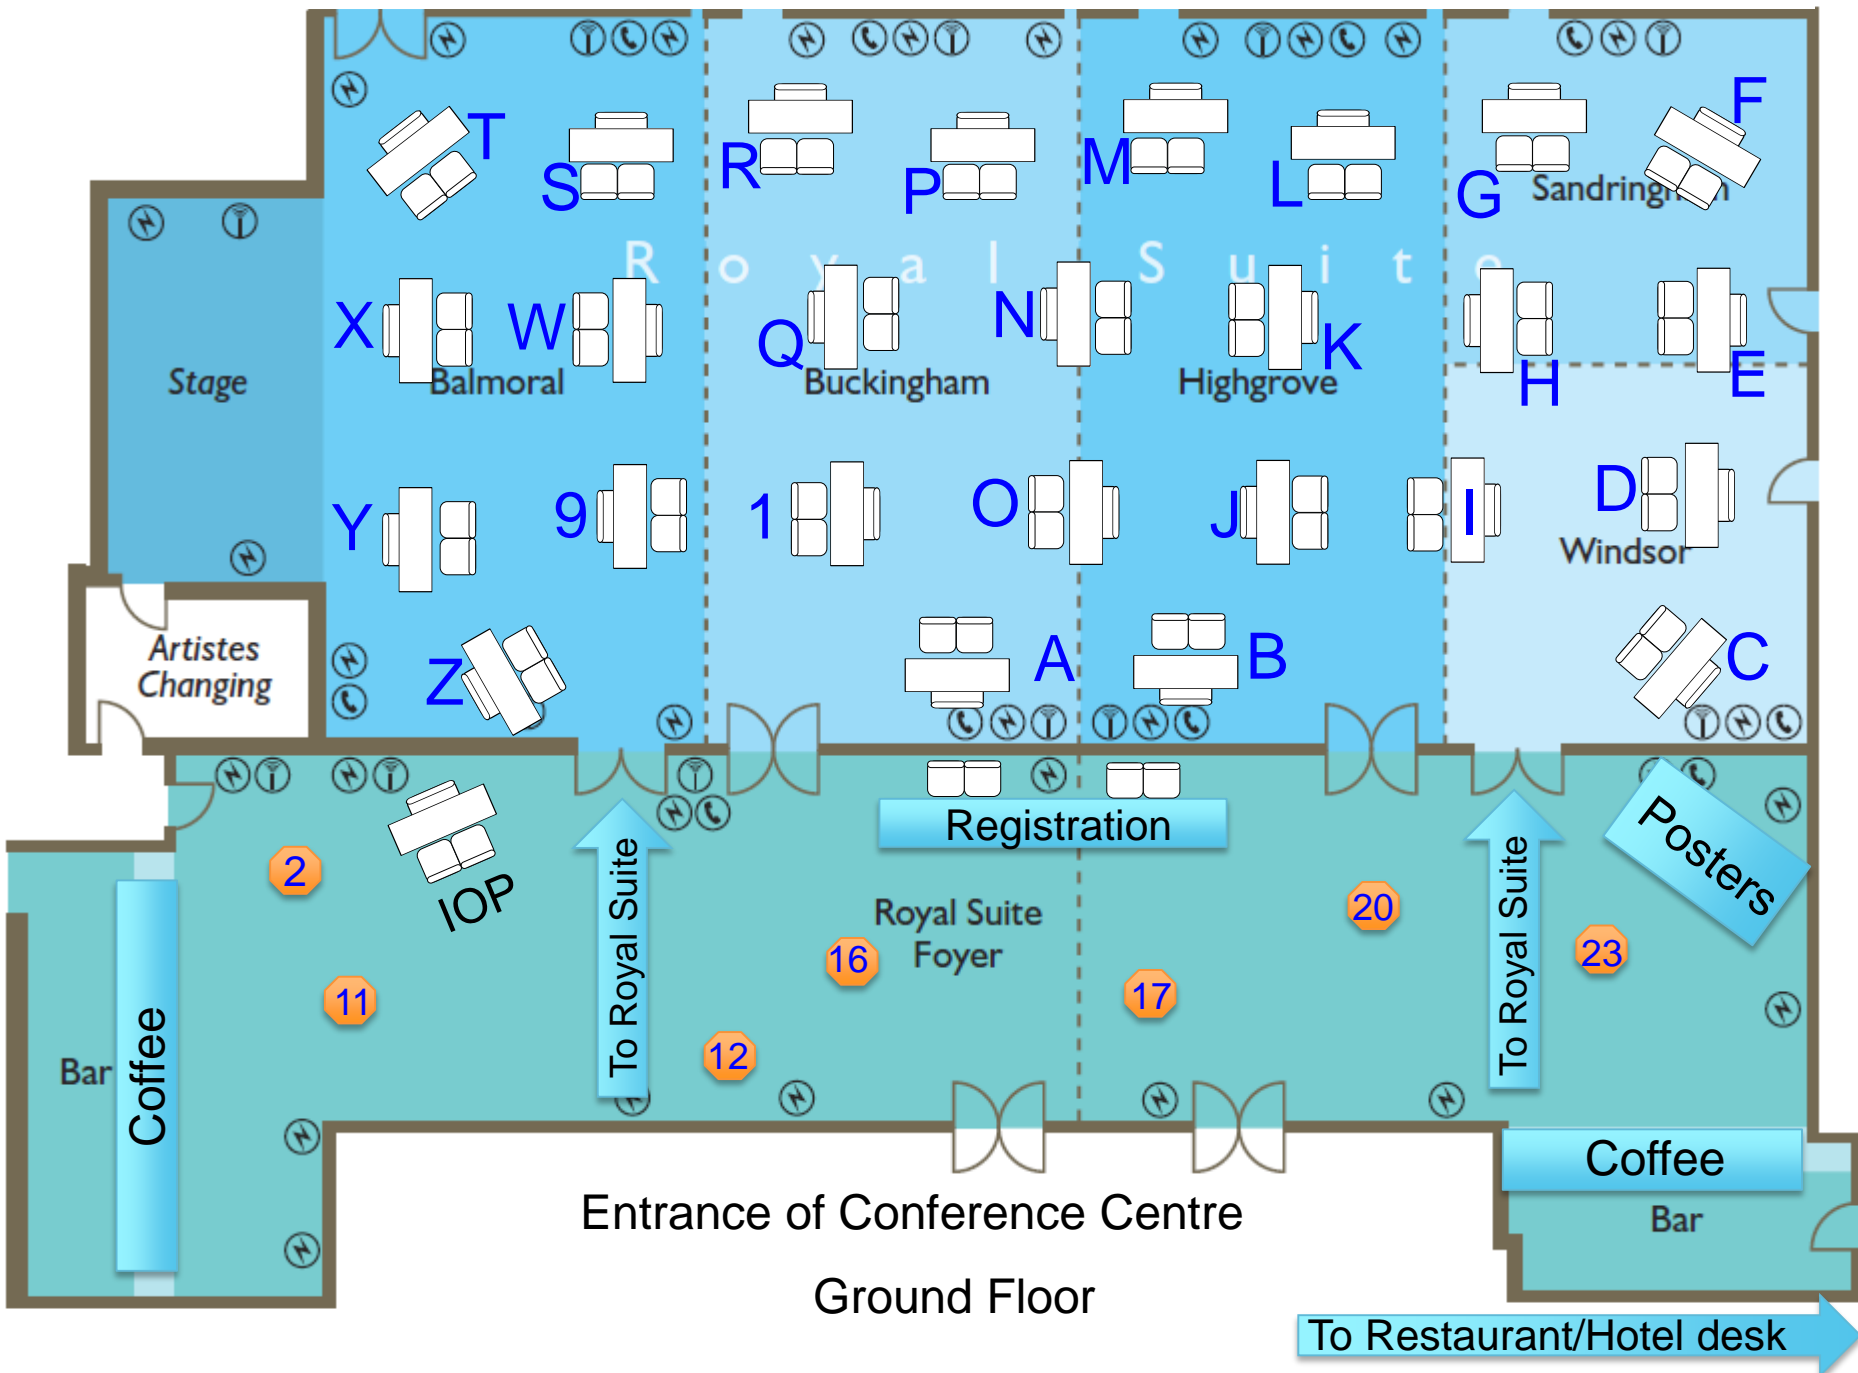 T
S
R
P
M
L
G
F
Sandringham
Royal Suite
X
W
Q
N
K
H
E
Stage
Balmoral
Buckingham
Highgrove
Y
9
1
O
J
I
D
Windsor
Artistes
Changing
Z
A
B
C
Registration
Posters
2
IOP
To Royal Suite
Royal Suite
Foyer
20
To Royal Suite
16
23
11
17
12
Bar
Coffee
Coffee
Bar
Entrance of Conference Centre
Ground Floor
To Restaurant/Hotel desk